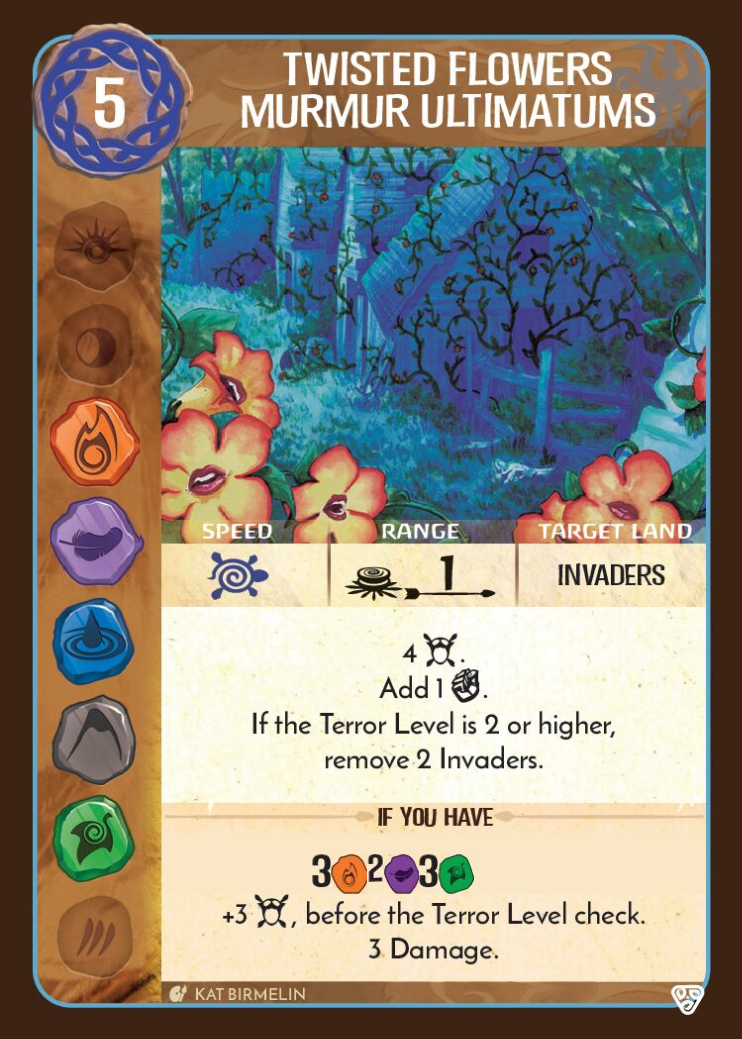 5
TWISTED FLOWERS
MURMUR ULTIMATUMS
SPEED RANGE TARGET LAND
1 INVADERS
4 .
Add 1 .
If the Terror Level is 2 or higher,
remove 2 Invaders.
IF YOU HAVE
3 2 3
+3 , before the Terror Level check.
3 Damage.
KAT BIRMELIN